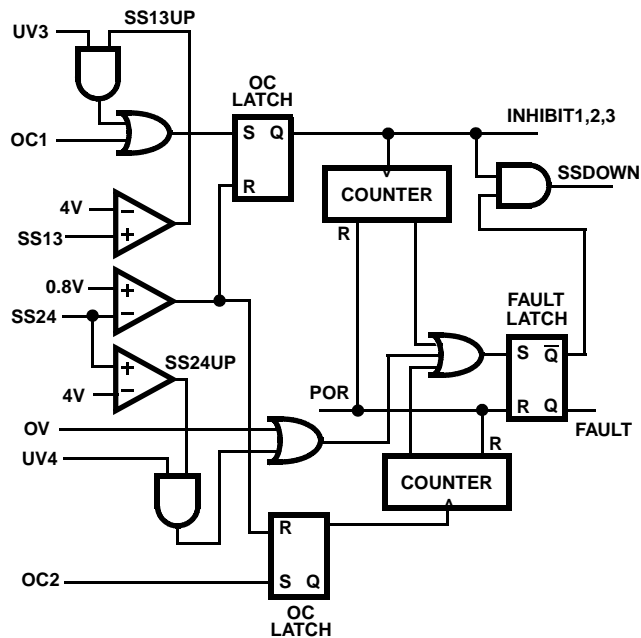 SS13UP
UV3
OC
LATCH
INHIBIT1,2,3
S Q
OC1
SSDOWN
R
COUNTER
4V
−
+
SS13
R
0.8V
+
−
SS24
FAULT
LATCH
S Q
+
−
SS24UP
4V
POR
R Q
OV
FAULT
UV4
R
COUNTER
R
OC2
S Q
OC
LATCH